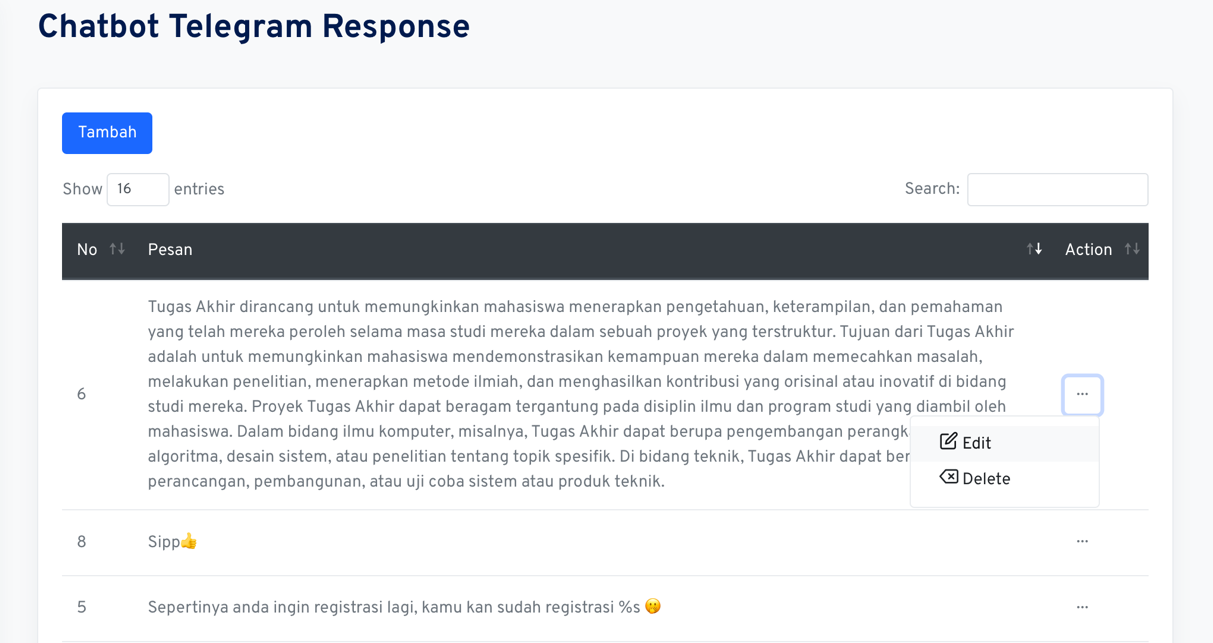 Chatbot Telegram Response
Tambah
Show 16 entries
Search:
No Pesan Action
Tugas Akhir dirancang untuk memungkinkan mahasiswa menerapkan pengetahuan, keterampilan, dan pemahaman
yang telah mereka peroleh selama masa studi mereka dalam sebuah proyek yang terstruktur. Tujuan dari Tugas Akhir
adalah untuk memungkinkan mahasiswa mendemonstrasikan kemampuan mereka dalam memecahkan masalah,
melakukan penelitian, menerapkan metode ilmiah, dan menghasilkan kontribusi yang orisinal atau inovatif di bidang
6 ...
studi mereka. Proyek Tugas Akhir dapat beragam tergantung pada disiplin ilmu dan program studi yang diambil oleh
mahasiswa. Dalam bidang ilmu komputer, misalnya, Tugas Akhir dapat berupa pengembangan
Edit
algoritma, desain sistem, atau penelitian tentang topik spesifik. Di bidang teknik, Tugas Akhir dapat
Delete
perancangan, pembangunan, atau uji coba sistem atau produk teknik.
8 Sipp👍 ...
5 Sepertinya anda ingin registrasi lagi, kamu kan sudah registrasi %s 🤭 ...